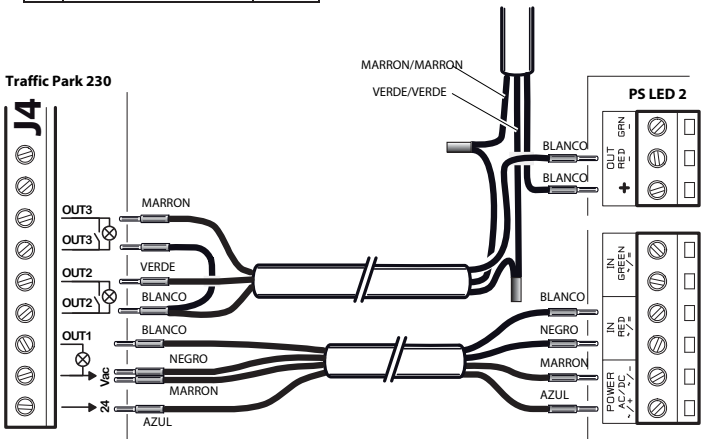 Traffic Park 230
J4
OUT3
OUT3
OUT2
OUT2
OUT1
Vac
24
MARRON
VERDE
BLANCO
BLANCO
NEGRO
MARRON
AZUL
MARRON/MARRON
VERDE/VERDE
BLANCO
BLANCO
BLANCO
NEGRO
MARRON
AZUL
PS LED 2
OUT
GRN
-
RED
-
+
IN
GREEN
~/=
IN
RED
~/=
POWER
AC/DC
~/+ ~/-